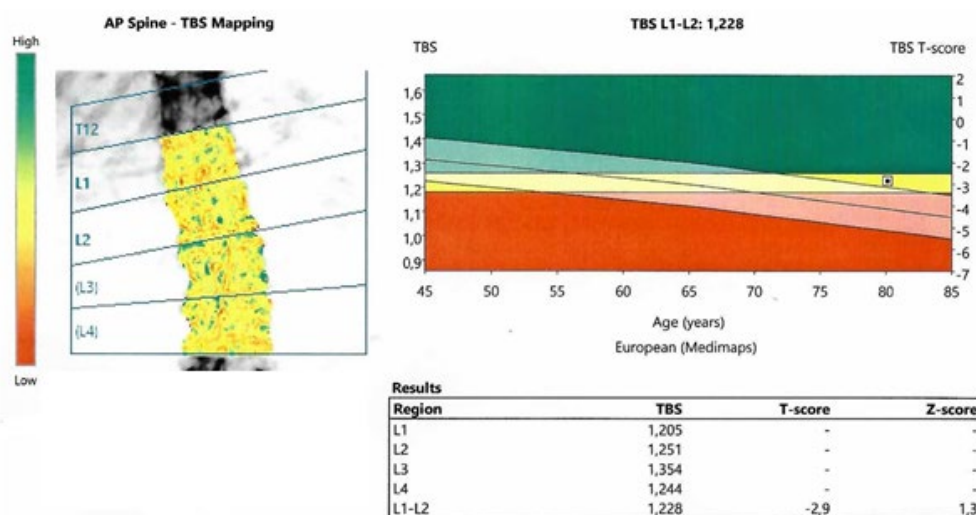 AP Spine - TBS Mapping
High
T12
L1
L2
(L3)
(L4)
Low
TBS L1-L2: 1,228
TBS
TBS T-score
1,6
1,5
1,4
1,3
1,2
1,1
1,0
0,9
2
1
0
-1
-2
-3
-4
-5
-6
-7
45 50 55 60 65 70 75 80 85
Age (years)
European (Medimaps)
Results
Region TBS T-score Z-score
L1 1,205 - -
L2 1,251 - -
L3 1,354 - -
L4 1,244 - -
L1-L2 1,228 -2,9 1,3